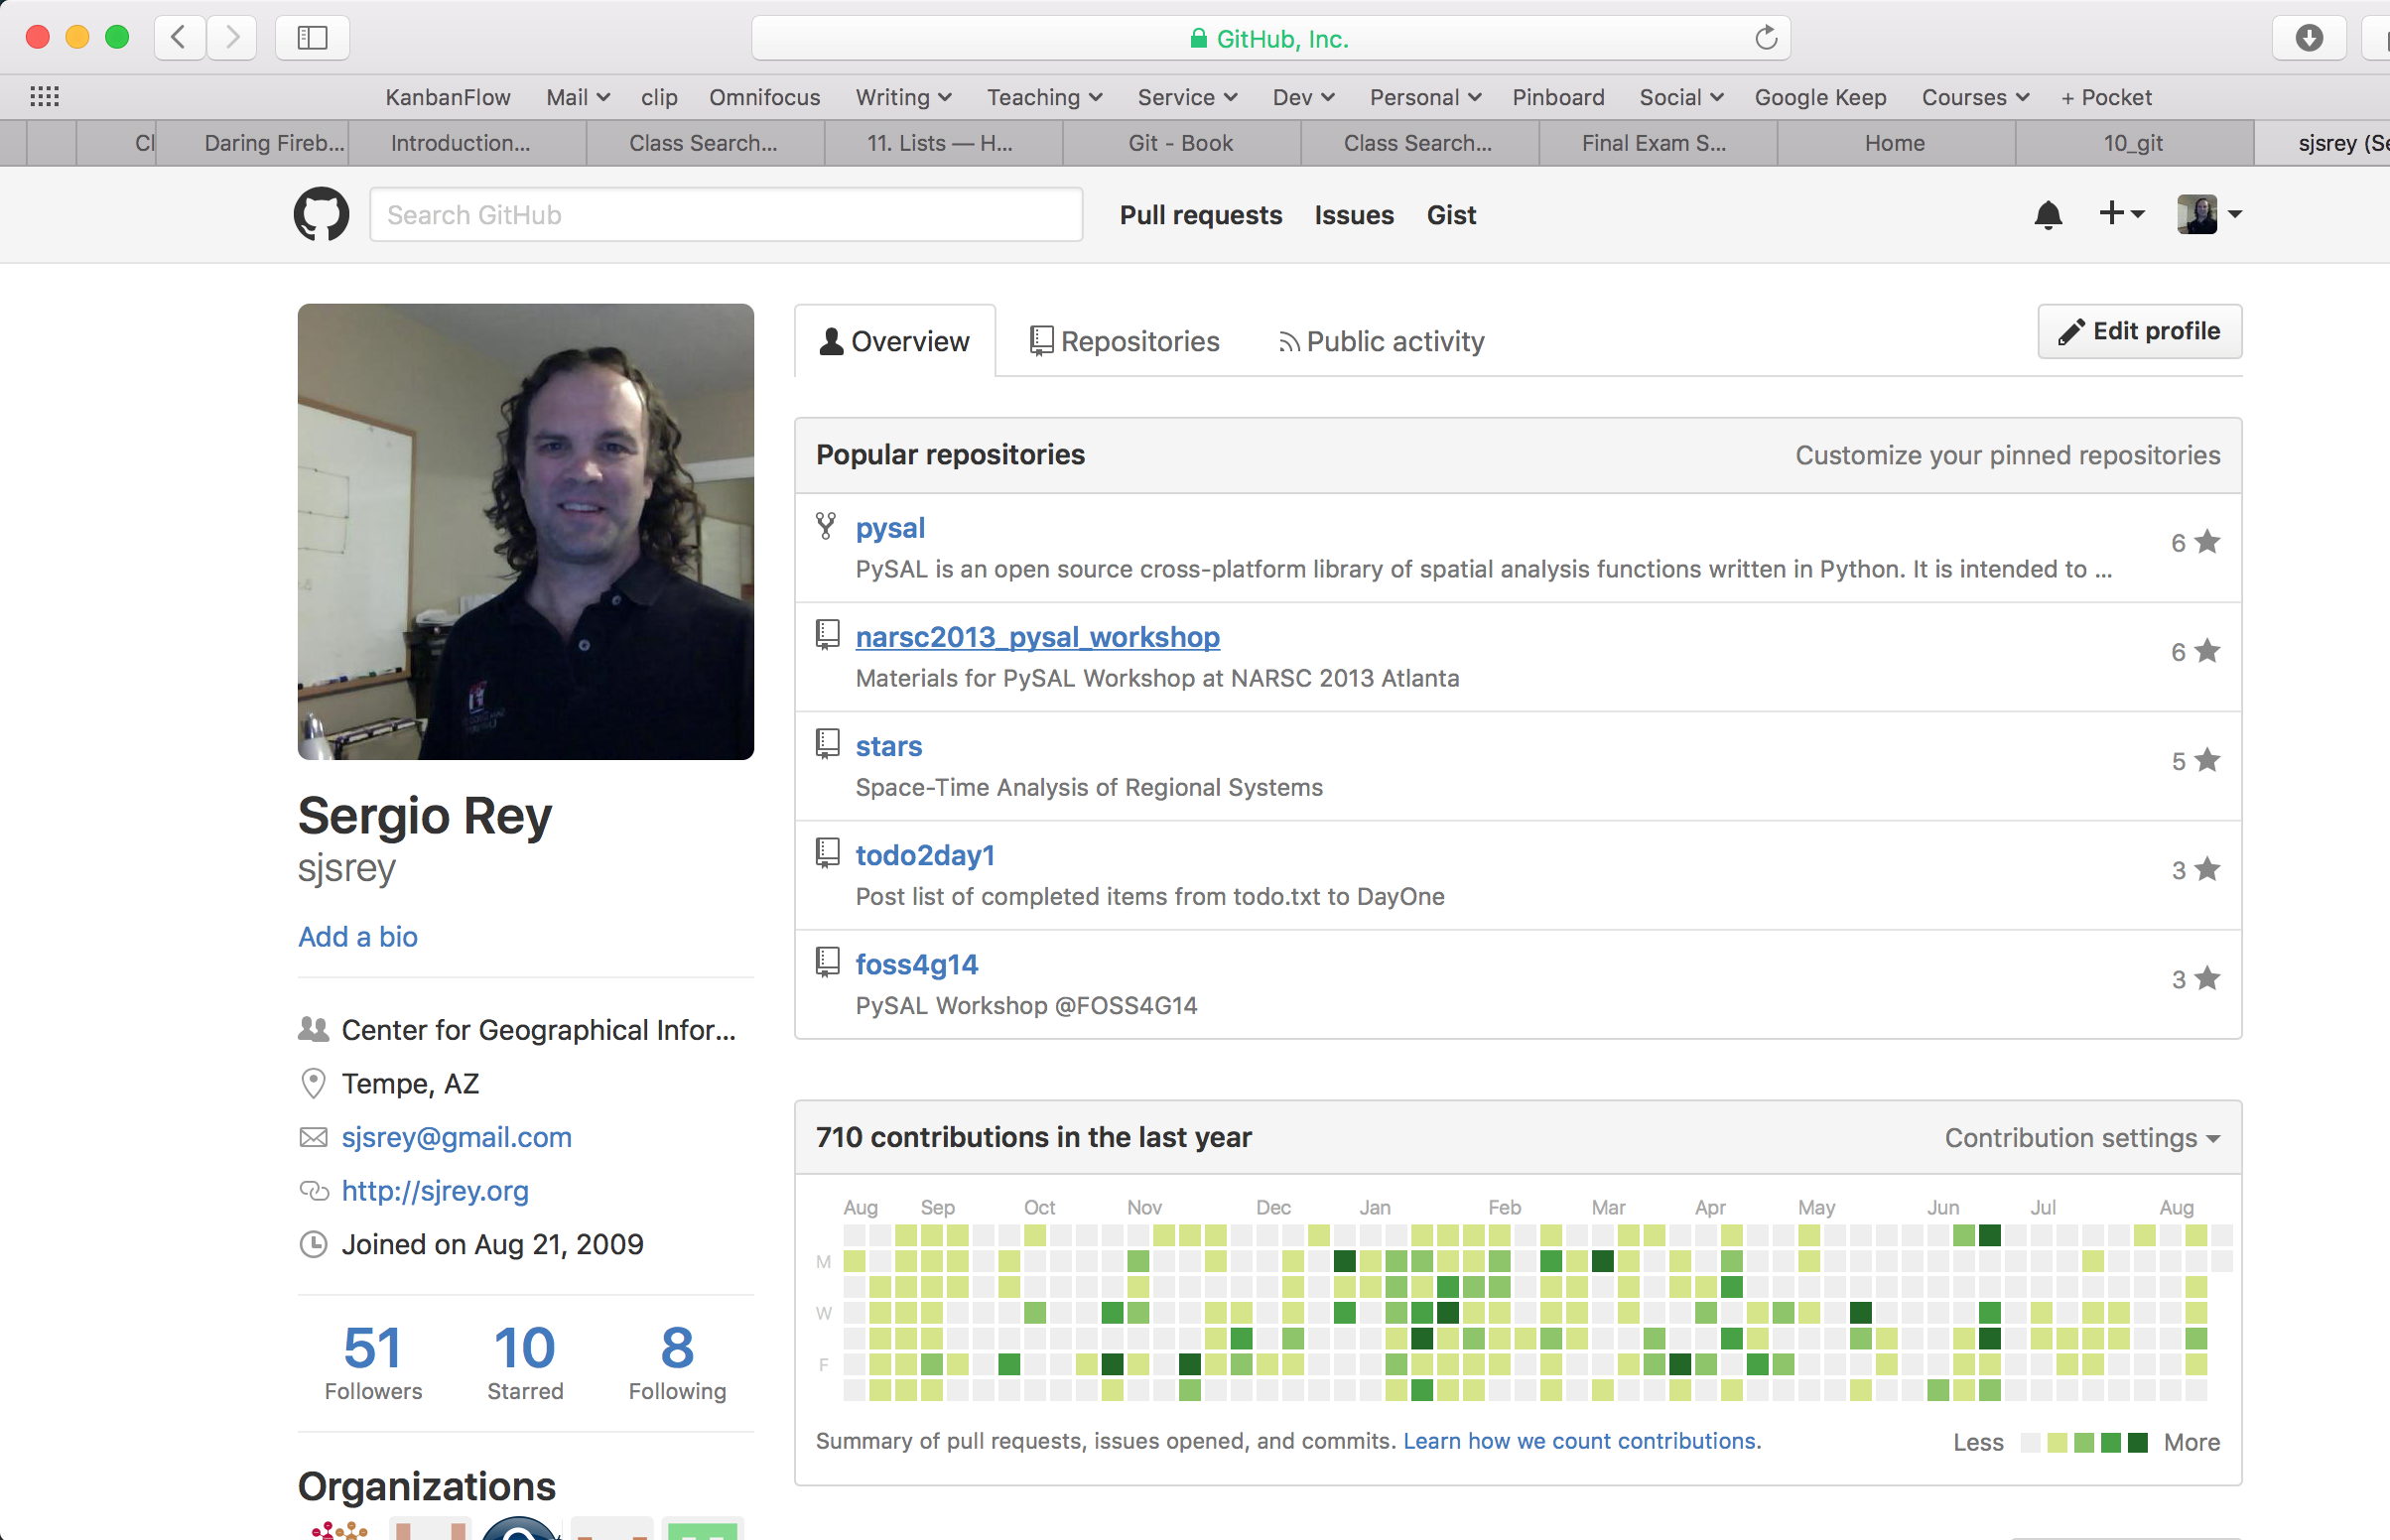 GitHub, Inc.
KanbanFlow Mail clip Omnifocus Writing Teaching Service Dev Personal Pinboard Social Google Keep Courses + Pocket
Cl Daring Fireb... Introduction... Class Search... 11. Lists — H... Git - Book Class Search... Final Exam S... Home 10_git sjsrey (Se
Search GitHub Pull requests Issues Gist
Overview Repositories Public activity Edit profile
Popular repositories Customize your pinned repositories
pysal 6
PySAL is an open source cross-platform library of spatial analysis functions written in Python. It is intended to ...
narsc2013_pysal_workshop 6
Materials for PySAL Workshop at NARSC 2013 Atlanta
stars 5
Space-Time Analysis of Regional Systems
todo2day1 3
Post list of completed items from todo.txt to DayOne
foss4g14 3
PySAL Workshop @FOSS4G14
Sergio Rey
sjsrey
Add a bio
Center for Geographical Infor...
Tempe, AZ
sjsrey@gmail.com
http://sjrey.org
Joined on Aug 21, 2009
51 10 8
Followers Starred Following
Organizations
710 contributions in the last year Contribution settings
Aug Sep Oct Nov Dec Jan Feb Mar Apr May Jun Jul Aug
M
W
F
Summary of pull requests, issues opened, and commits. Learn how we count contributions. Less More